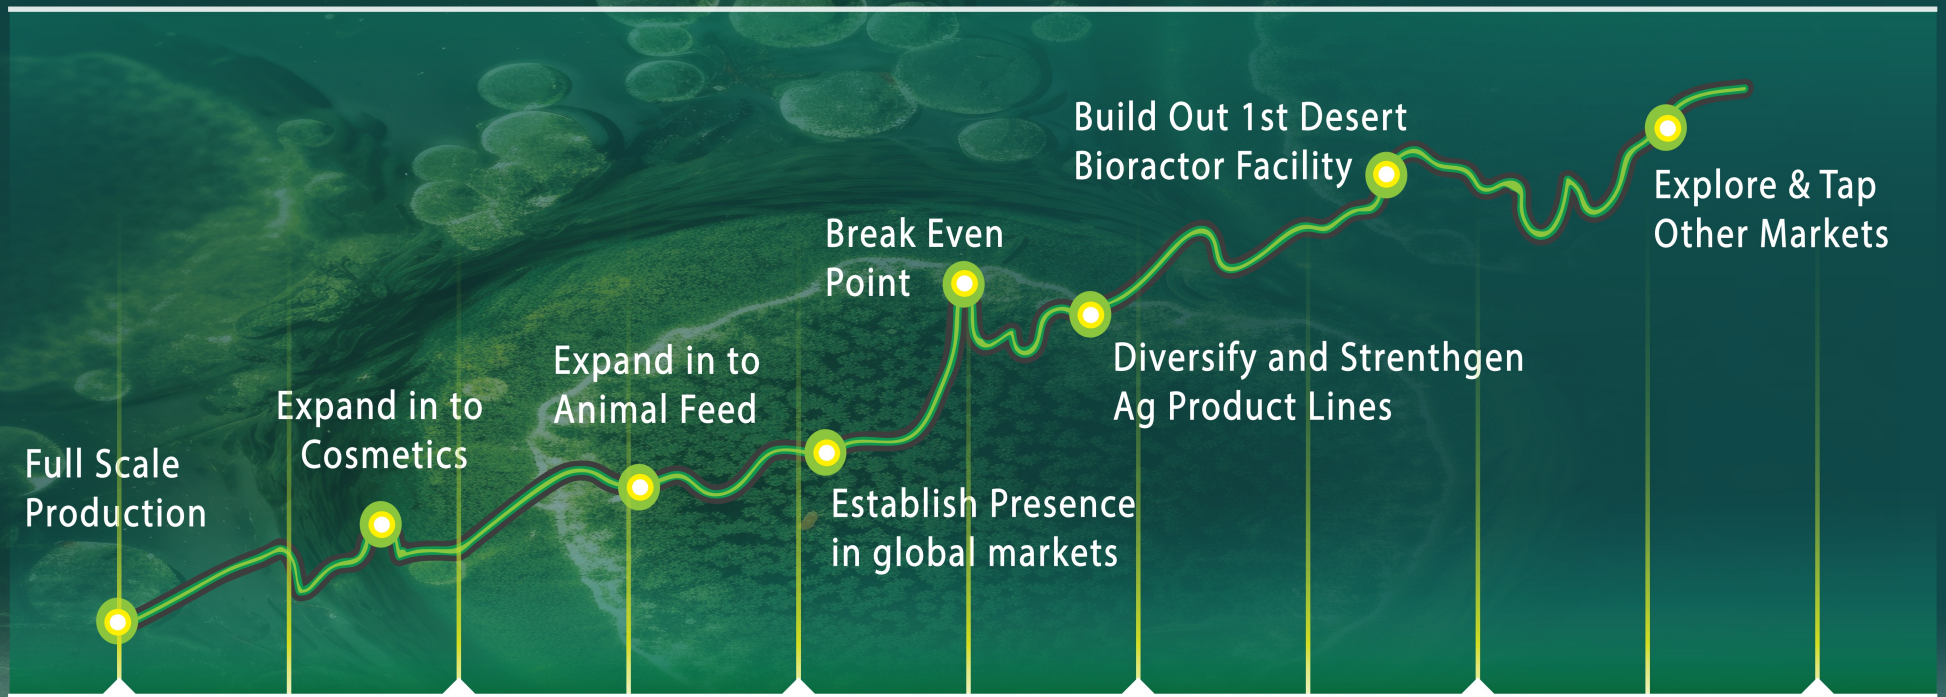 Full Scale
Production
Expand in to
Cosmetics
Expand in to
Animal Feed
Establish Presence
in global markets
Break Even
Point
Diversify and Strenthgen
Ag Product Lines
Build Out 1st Desert
Bioractor Facility
Explore & Tap
Other Markets